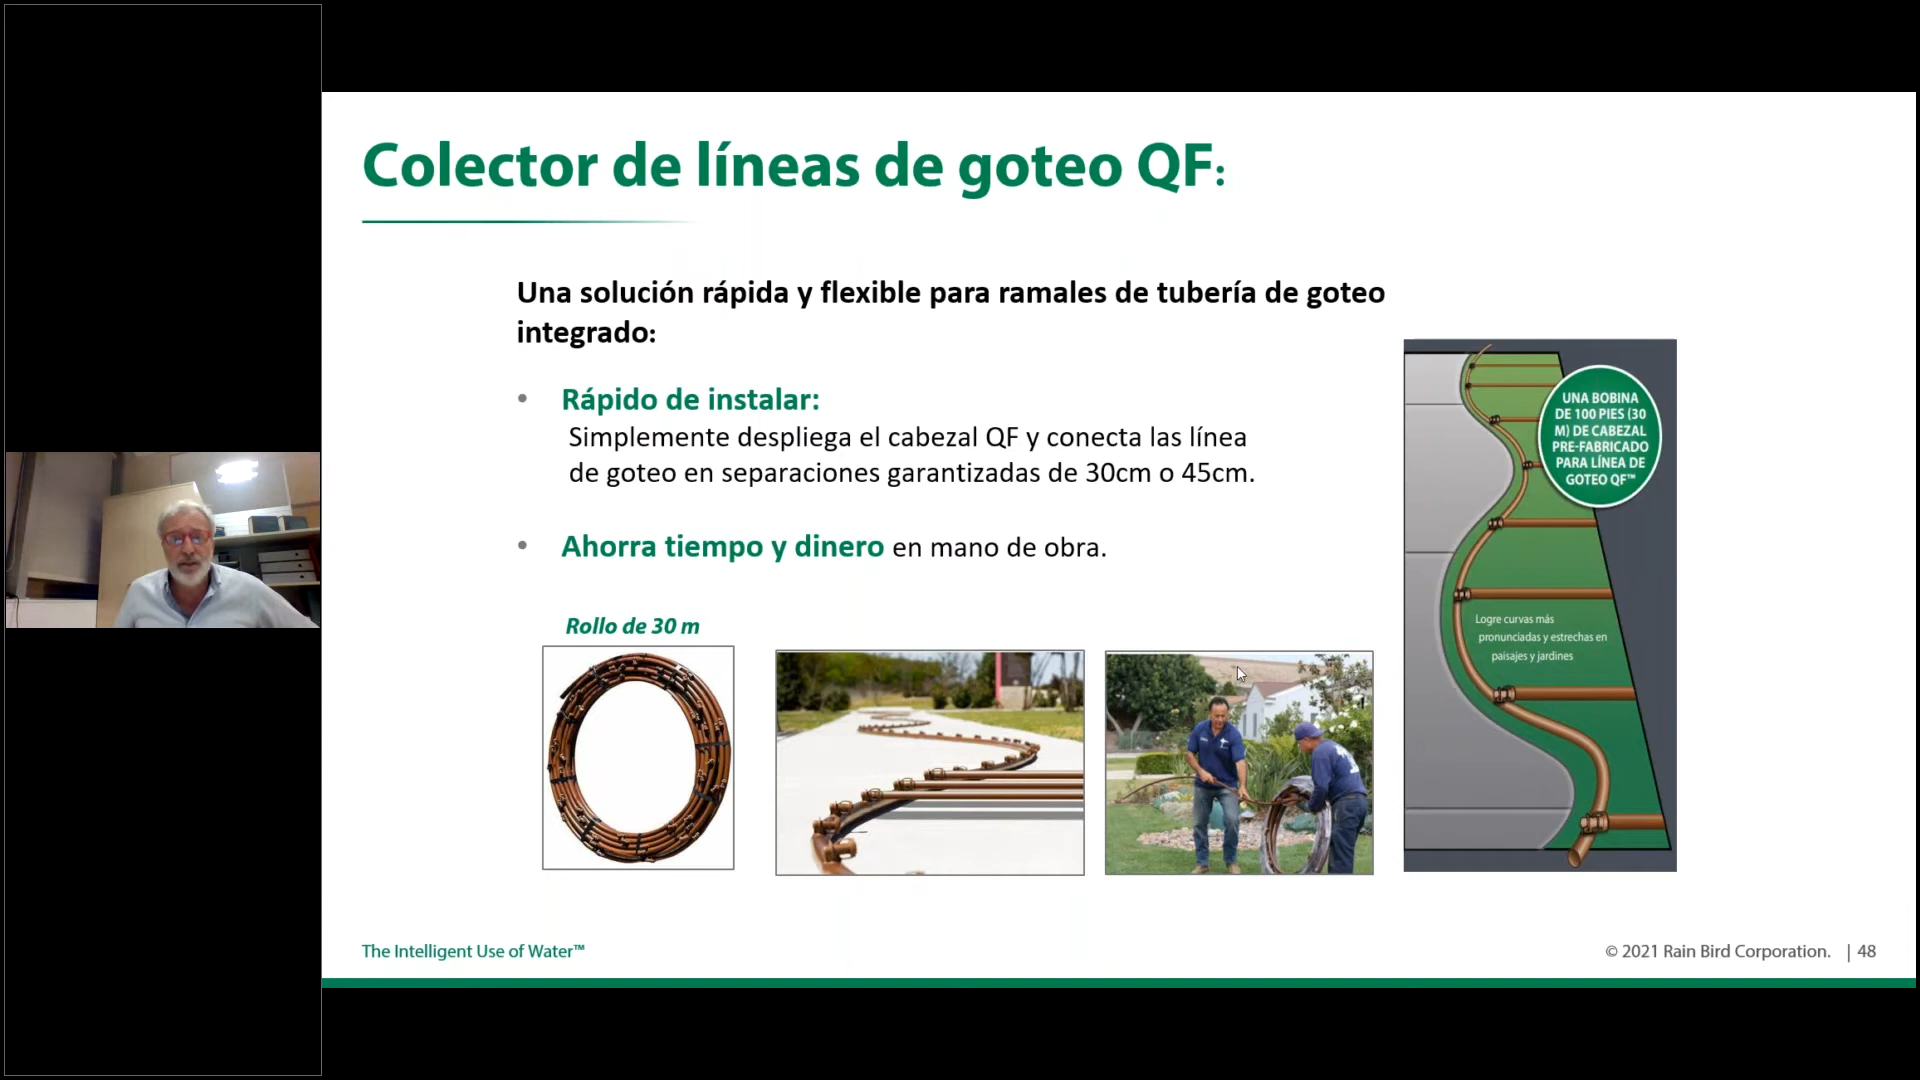 Colector de líneas de goteo QF:
Una solución rápida y flexible para ramales de tubería de goteo
integrado:
• Rápido de instalar:
Simplemente despliega el cabezal QF y conecta las línea
de goteo en separaciones garantizadas de 30cm o 45cm.
• Ahorra tiempo y dinero en mano de obra.
Rollo de 30 m
UNA BOBINA
DE 100 PIES (30
M) DE CABEZAL
PRE-FABRICADO
PARA LÍNEA DE
GOTEO QF™
Logre curvas más
pronunciadas y estrechas en
paisajes y jardines
The Intelligent Use of Water™
© 2021 Rain Bird Corporation. | 48